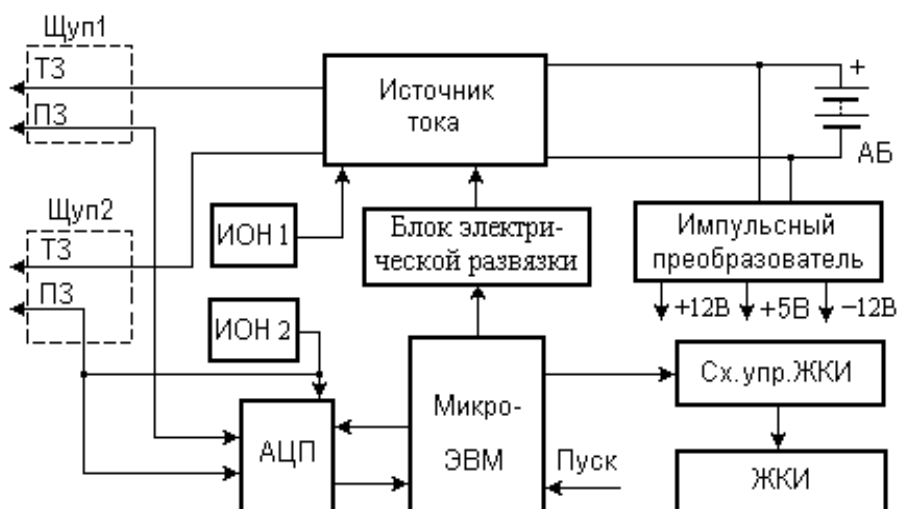 Щуп1
ТЗ
ПЗ
Источник
тока
+
АБ
Щуп2
ТЗ
ПЗ
ИОН 1
Блок электри-
ческой развязки
Импульсный
преобразователь
+12В +5В −12В
ИОН 2
Сх.упр.ЖКИ
АЦП
Микро-
ЭВМ
Пуск
ЖКИ